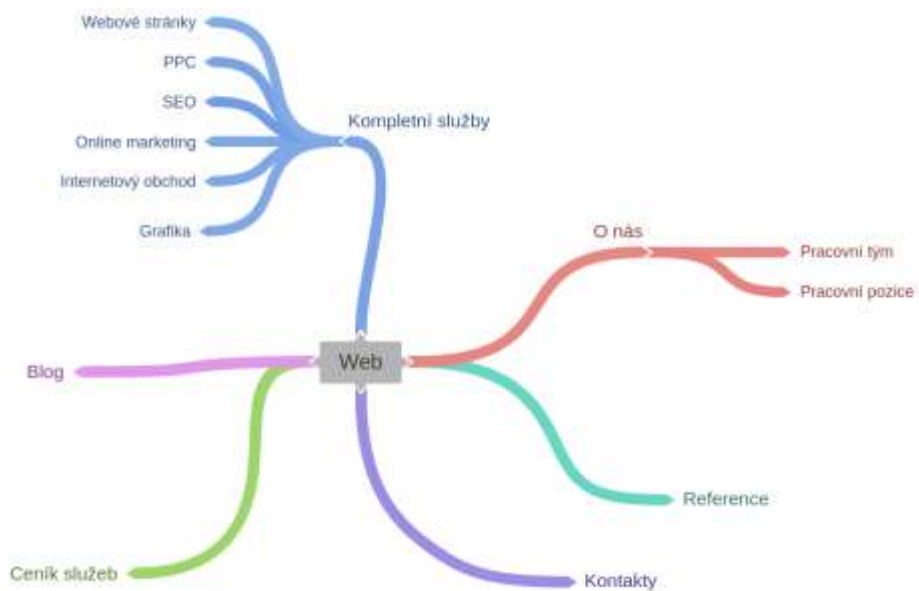 Webové stránky
PPC
SEO
Online marketing
Internetový obchod
Grafika
Kompletní služby
O nás
Pracovní tým
Pracovní pozice
Web
Blog
Reference
Ceník služeb
Kontakty